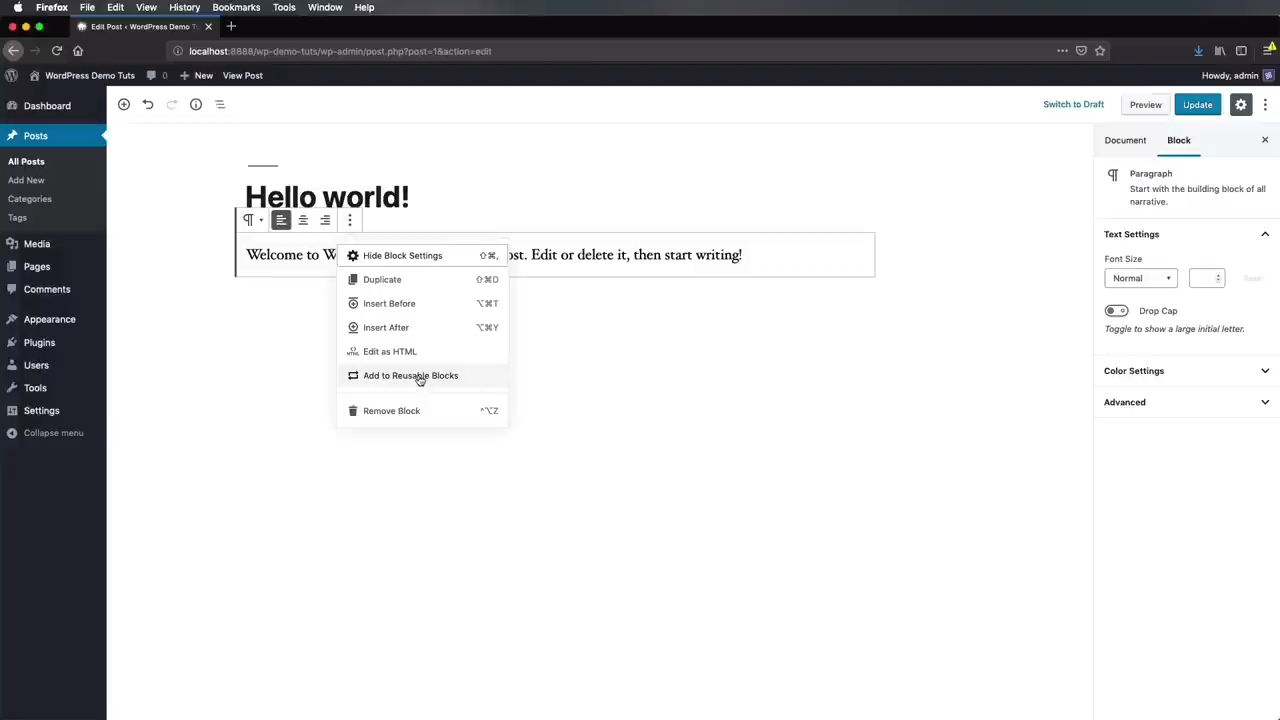 Firefox File Edit View History Bookmarks Tools Window Help
Edit Post ‹ WordPress Demo T
localhost:8888/wp-demo-tuts/wp-admin/post.php?post=1&action=edit
WordPress Demo Tuts 0 New View Post Howdy, admin
Switch to Draft Preview Update
Dashboard
Posts
All Posts
Add New
Categories
Tags
Media
Pages
Comments
Appearance
Plugins
Users
Tools
Settings
Collapse menu
Hello world!
Welcome to W ost. Edit or delete it, then start writing!
Hide Block Settings ⇧⌘,
Duplicate ⇧⌘D
Insert Before ⌥⌘T
Insert After ⌥⌘Y
HTML Edit as HTML
Add to Reusable Blocks
Remove Block ^⌥Z
Document Block
Paragraph
Start with the building block of all
narrative.
Text Settings
Font Size
Normal Reset
Drop Cap
Toggle to show a large initial letter.
Color Settings
Advanced